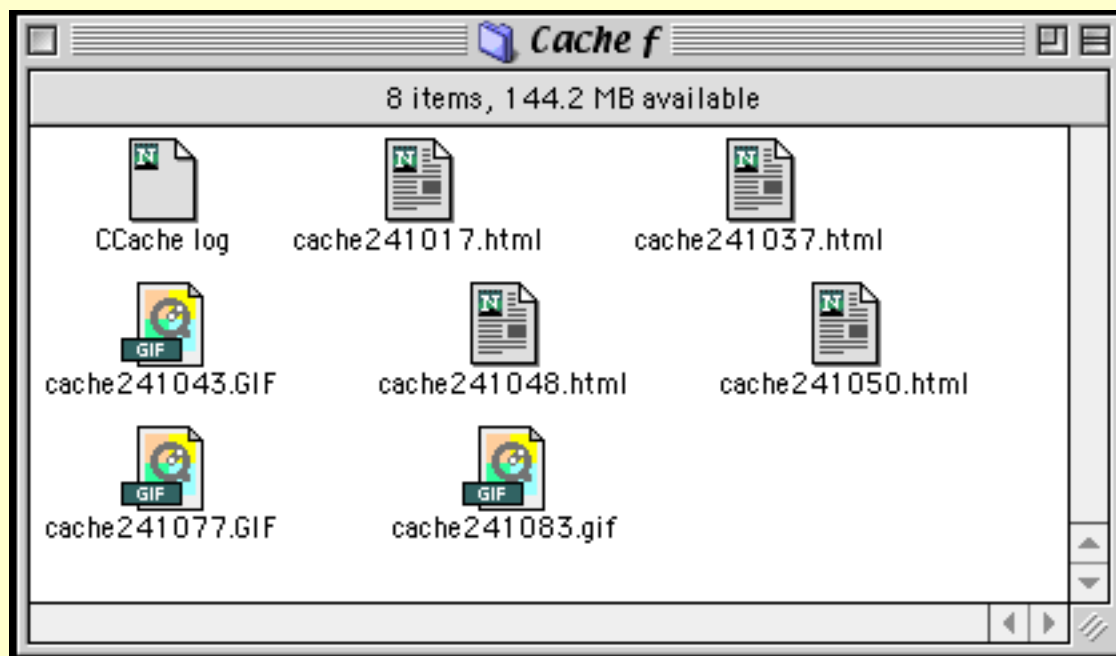 Cache f
8 items, 144.2 MB available
N N N
CCache log cache241017.html cache241037.html
GIF N N
cache241043.GIF cache241048.html cache241050.html
GIF GIF
cache241077.GIF cache241083.gif